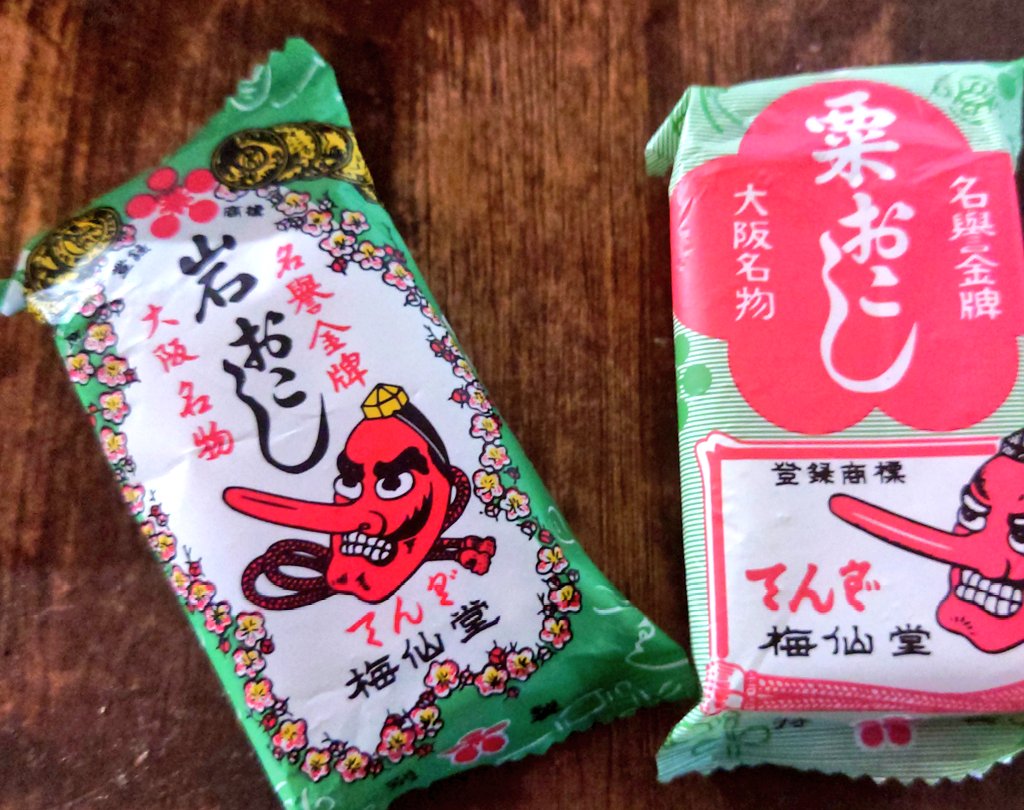 登録
商標
岩おこし
名譽金牌
大阪名物
てんぐ
梅仙堂
粟おこし
名譽金牌
大阪名物
登録商標
てんぐ
梅仙堂